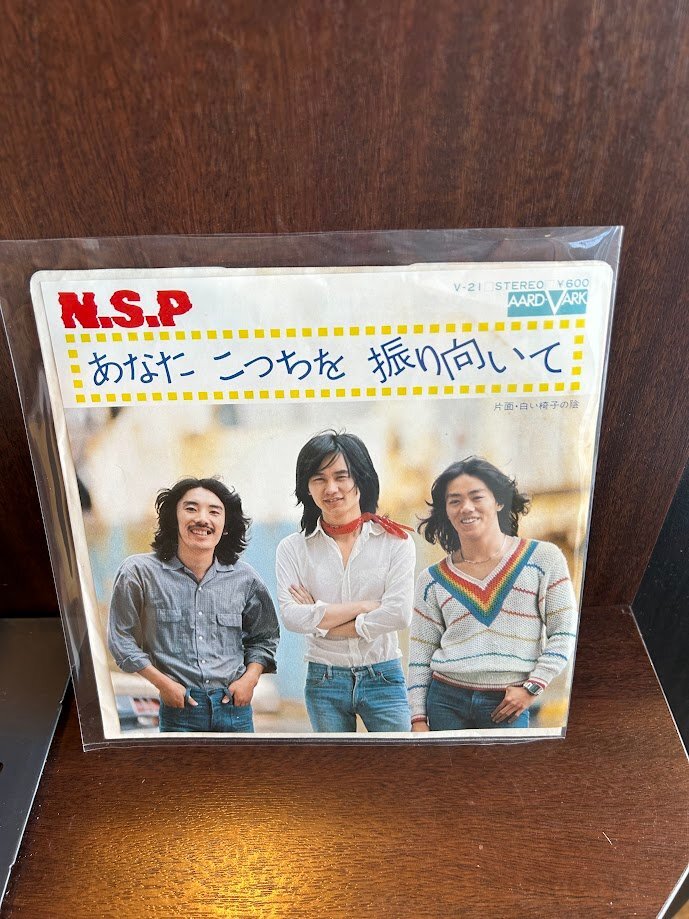 V-21 □ STEREO □ ¥600
N.S.P
AARD VARK
あなた こっちを 振り向いて
片面・白い椅子の陰